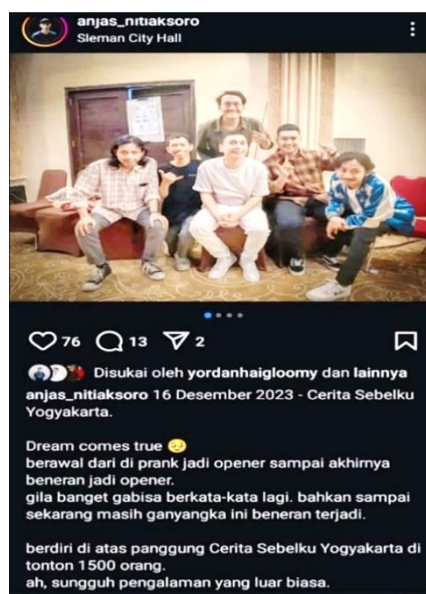 anjas_nitiaksoro
Sleman City Hall
76 13 2
Disukai oleh yordanhaigloomy dan lainnya
anjas_nitiaksoro 16 Desember 2023 - Cerita Sebelku
Yogyakarta.
Dream comes true 🥹
berawal dari di prank jadi opener sampai akhirnya
beneran jadi opener.
gila banget gabisa berkata-kata lagi. bahkan sampai
sekarang masih ganyangka ini beneran terjadi.
berdiri di atas panggung Cerita Sebelku Yogyakarta di
tonton 1500 orang.
ah, sungguh pengalaman yang luar biasa.